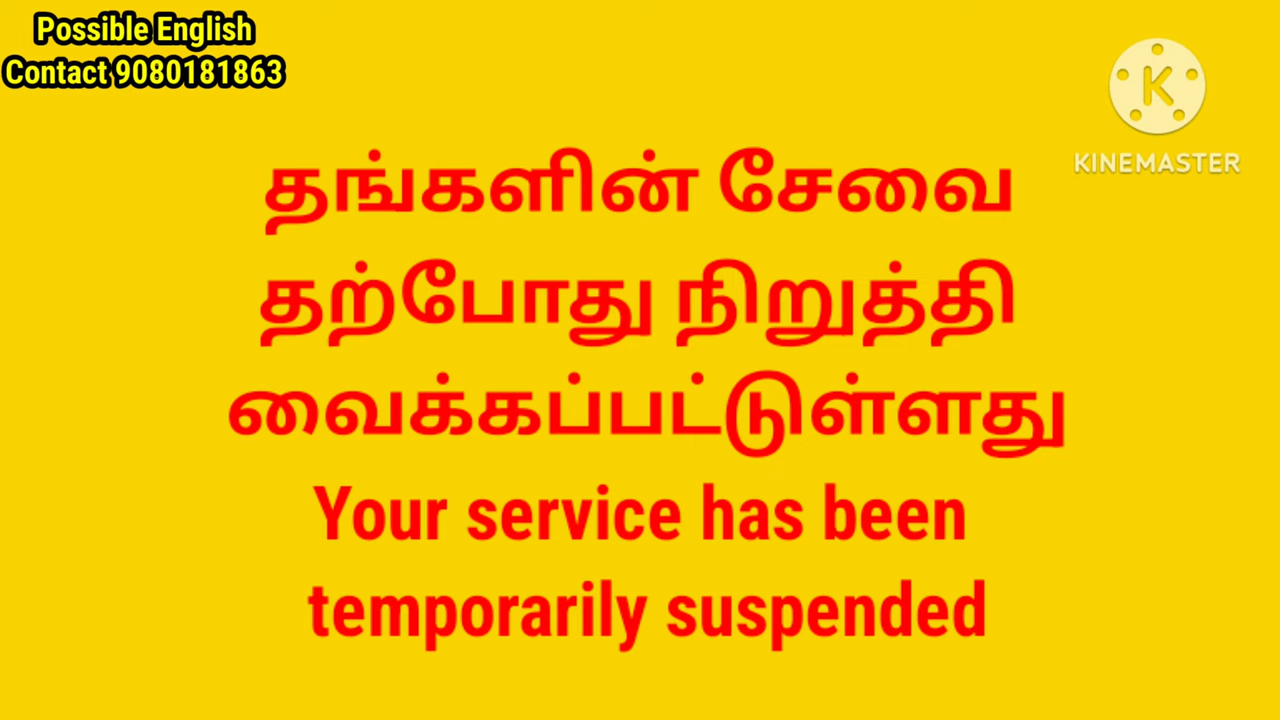 Possible English
Contact 9080181863
K
KINEMASTER
தங்களின் சேவை
தற்போது நிறுத்தி
வைக்கப்பட்டுள்ளது
Your service has been
temporarily suspended